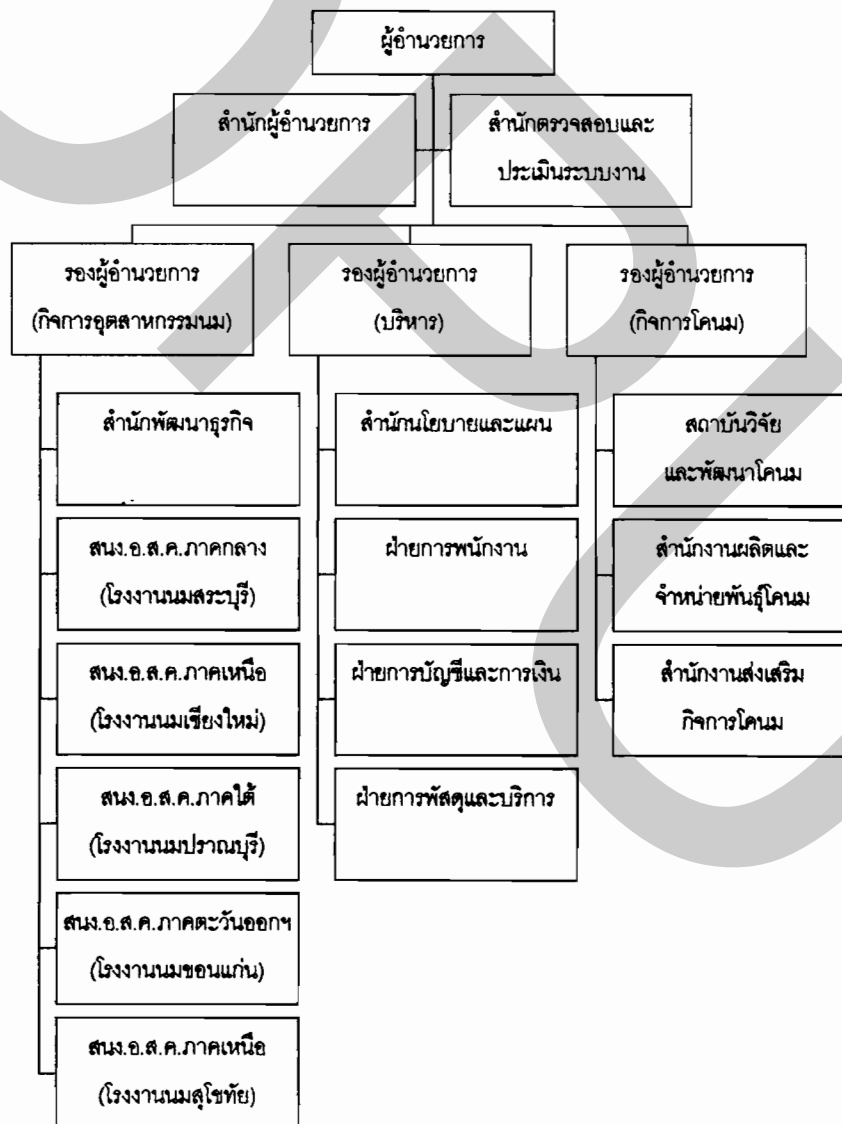 ผู้อำนวยการ
สำนักผู้อำนวยการ
สำนักตรวจสอบและ
ประเมินระบบงาน
รองผู้อำนวยการ
(กิจการอุตสาหกรรมนม)
รองผู้อำนวยการ
(บริหาร)
รองผู้อำนวยการ
(กิจการโคนม)
สำนักพัฒนาธุรกิจ
สนง.อ.ส.ค.ภาคกลาง
(โรงงานนมสระบุรี)
สนง.อ.ส.ค.ภาคเหนือ
(โรงงานนมเชียงใหม่)
สนง.อ.ส.ค.ภาคใต้
(โรงงานนมปราณบุรี)
สนง.อ.ส.ค.ภาคตะวันออกฯ
(โรงงานนมขอนแก่น)
สนง.อ.ส.ค.ภาคเหนือ
(โรงงานนมสุโขทัย)
สำนักนโยบายและแผน
ฝ่ายการพนักงาน
ฝ่ายการบัญชีและการเงิน
ฝ่ายการพัสดุและบริการ
สถาบันวิจัย
และพัฒนาโคนม
สำนักงานผลิตและ
จำหน่ายพันธุ์โคนม
สำนักงานส่งเสริม
กิจการโคนม